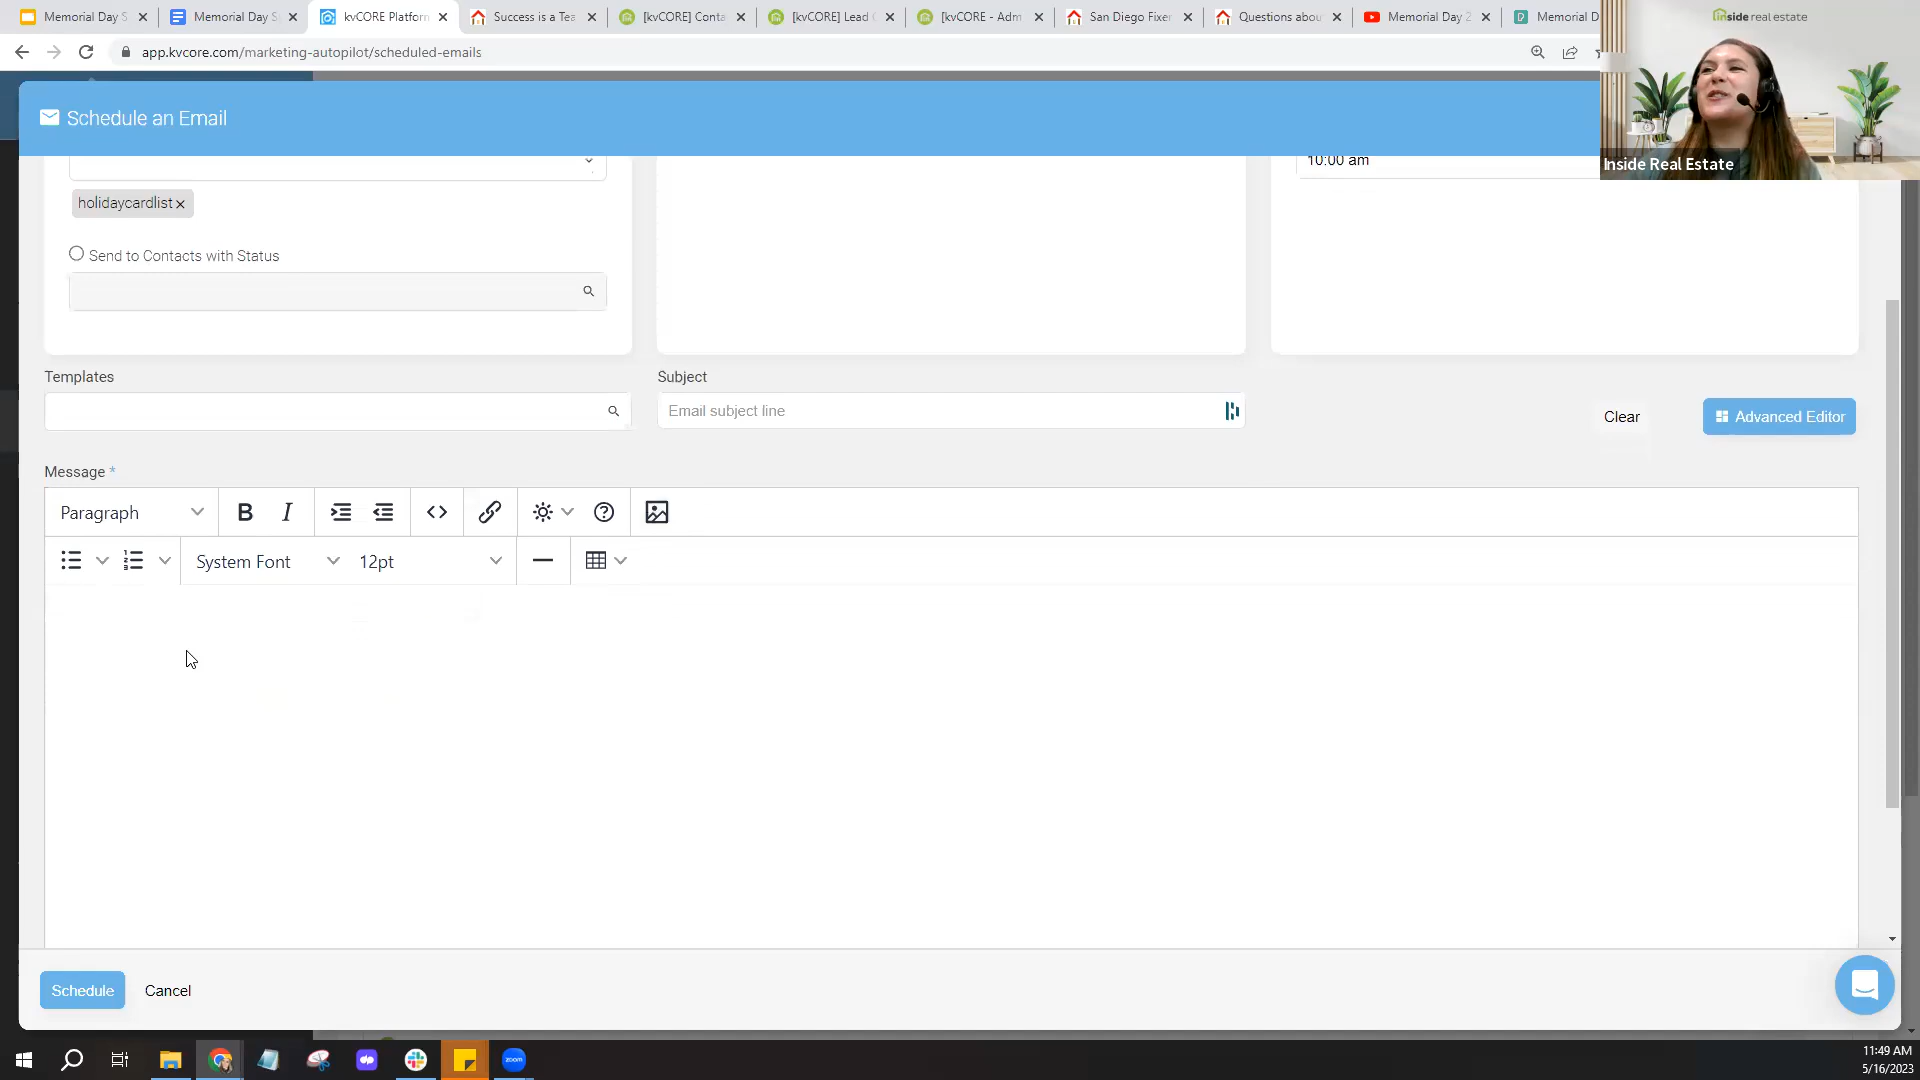 Memorial Day S
Memorial Day S
kvCORE Platforn
Success is a Tea
[kvCORE] Conta
[kvCORE] Lead
[kvCORE - Adm
San Diego Fixer
Questions abou
Memorial Day 2
Memorial D
app.kvcore.com/marketing-autopilot/scheduled-emails
inside real estate
Inside Real Estate
Schedule an Email
10:00 am
holidaycardlist
Send to Contacts with Status
Templates
Subject
Email subject line
Clear
Advanced Editor
Message *
Paragraph
B I
System Font
12pt
Schedule
Cancel
zoom
11:49 AM
5/16/2023